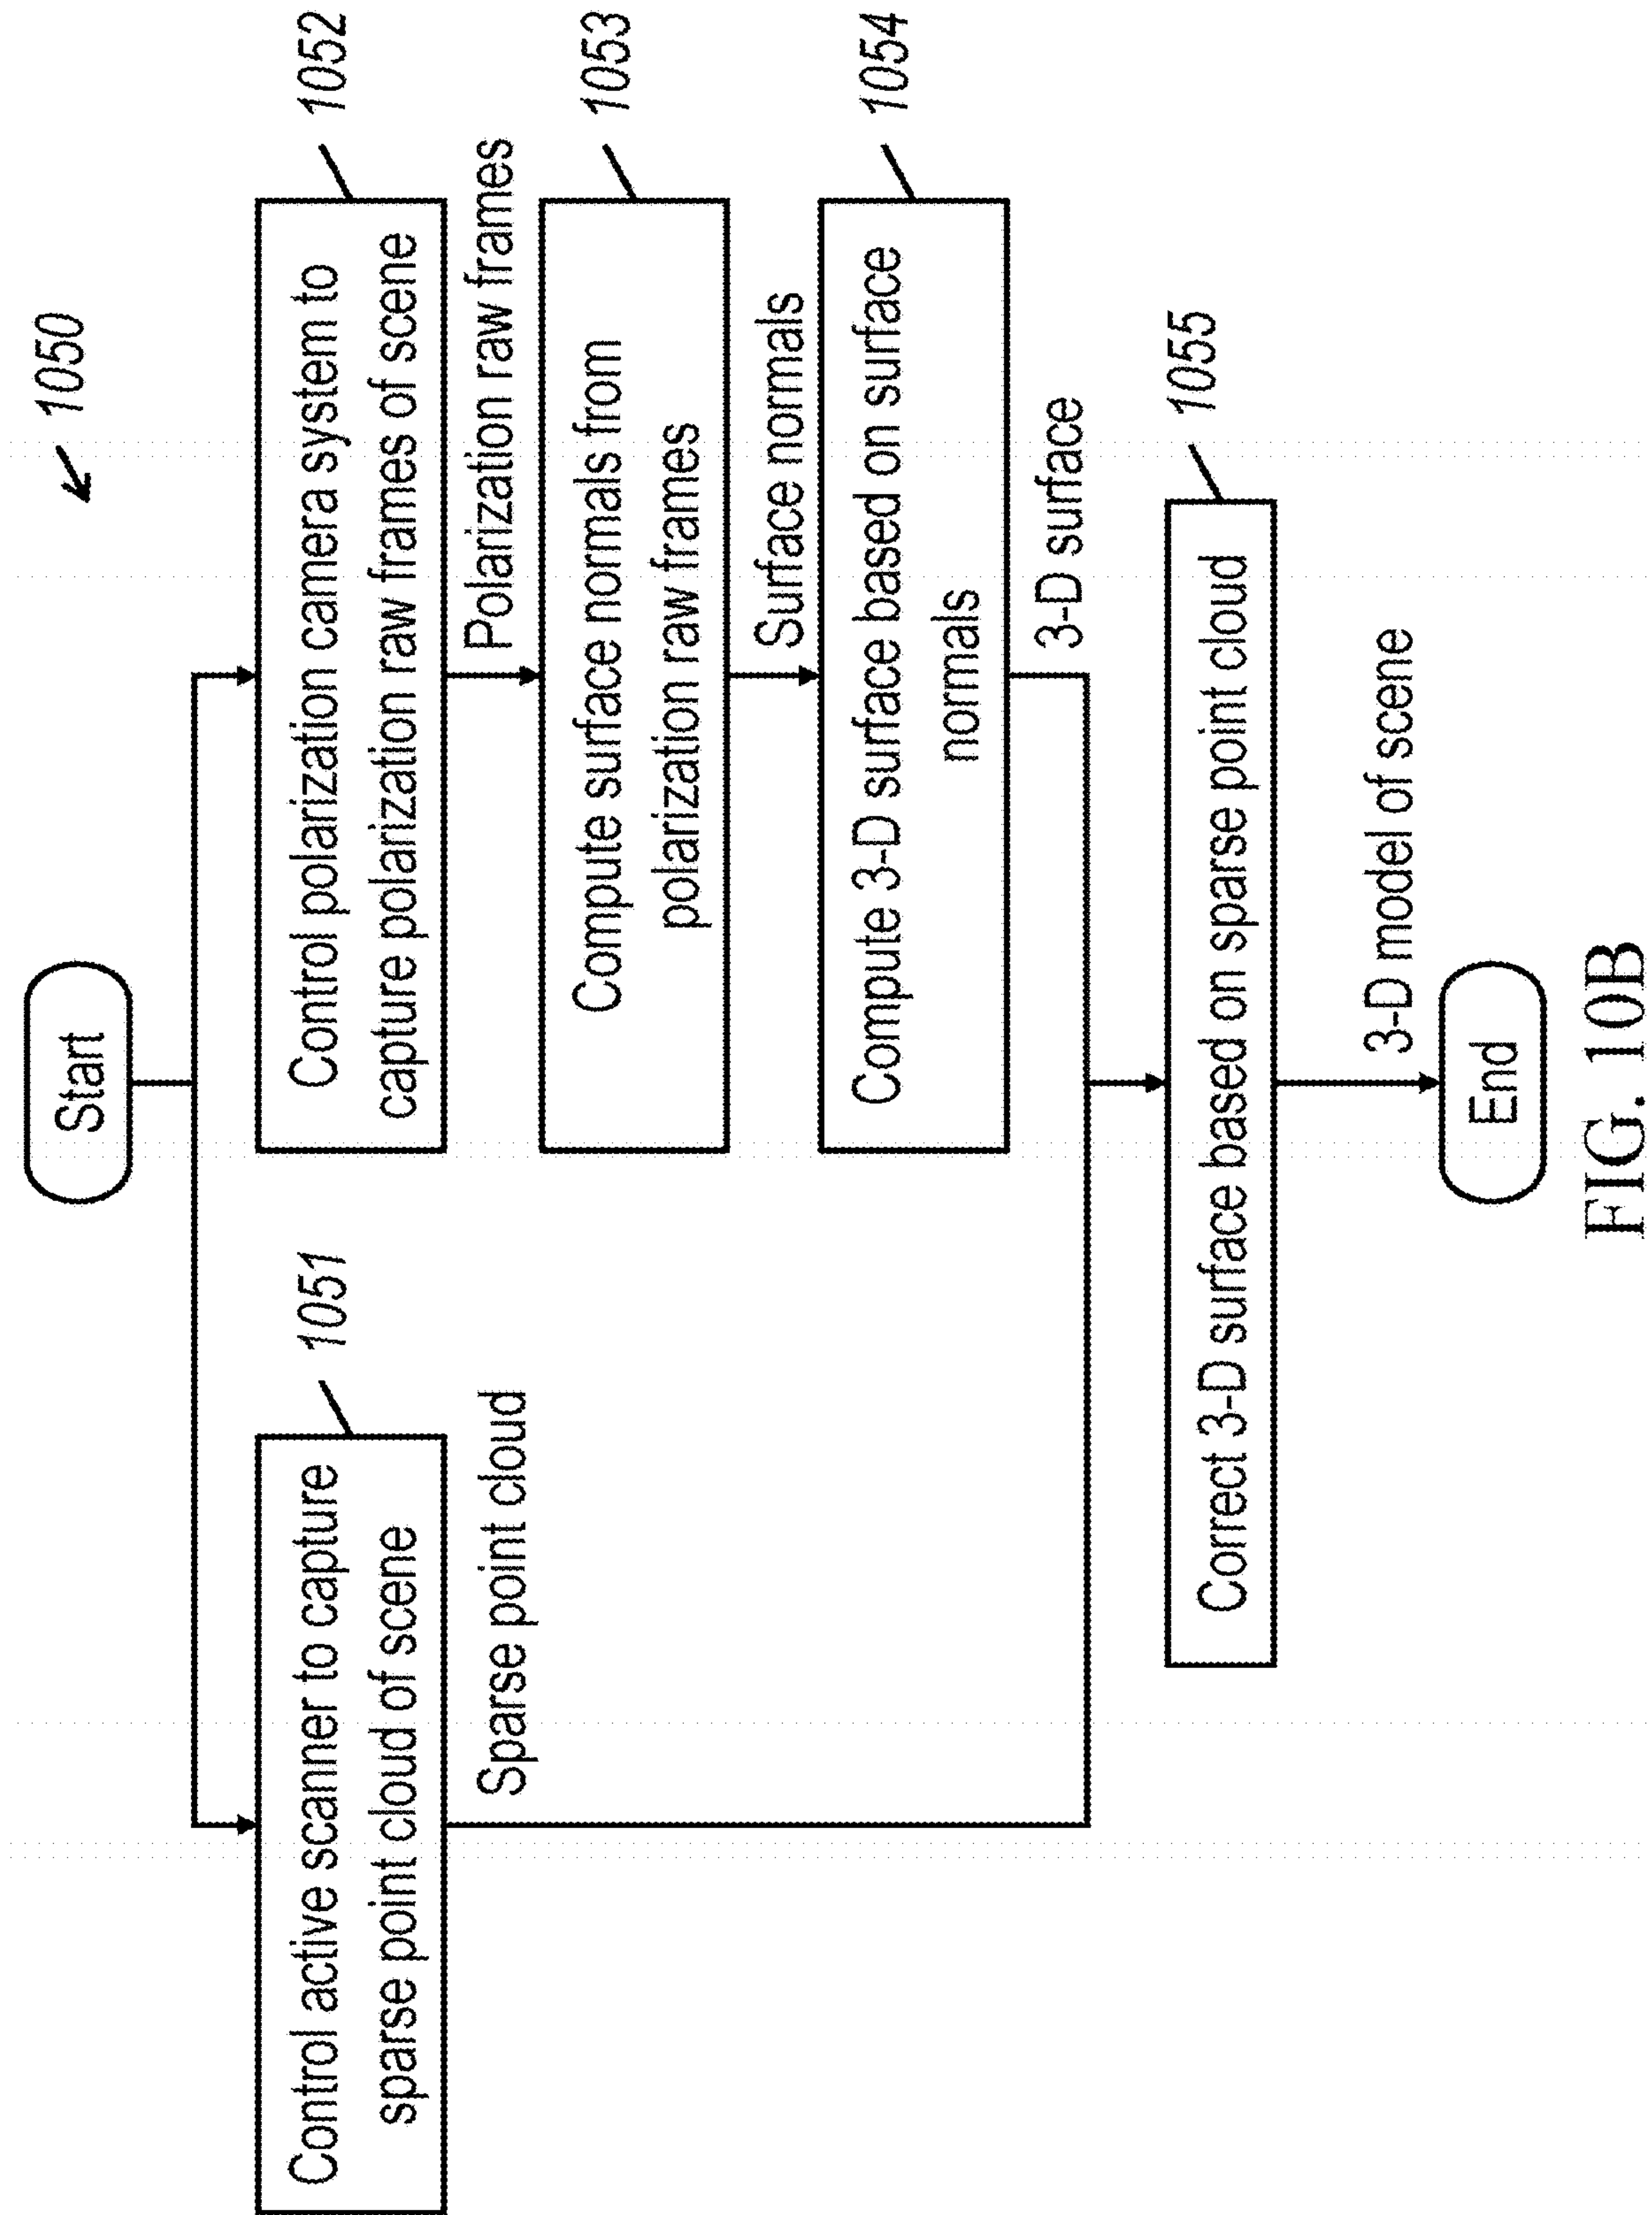 1050
Start
1051
Control active scanner to capture
sparse point cloud of scene
Sparse point cloud
1052
Control polarization camera system to
capture polarization raw frames of scene
Polarization raw frames
1053
Compute surface normals from
polarization raw frames
Surface normals
1054
Compute 3-D surface based on surface
normals
3-D surface
1055
Correct 3-D surface based on sparse point cloud
3-D model of scene
End
FIG. 10B